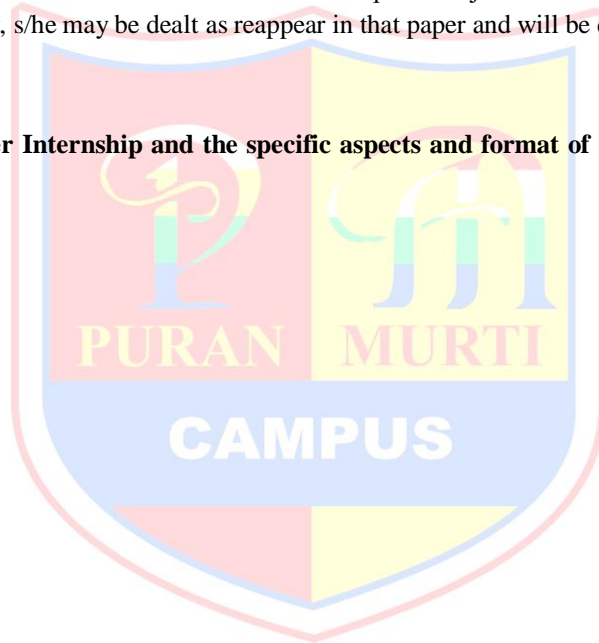 , s/he may be dealt as reappear in that paper and will be
er Internship and the specific aspects and format of
PURAN MURTI
CAMPUS